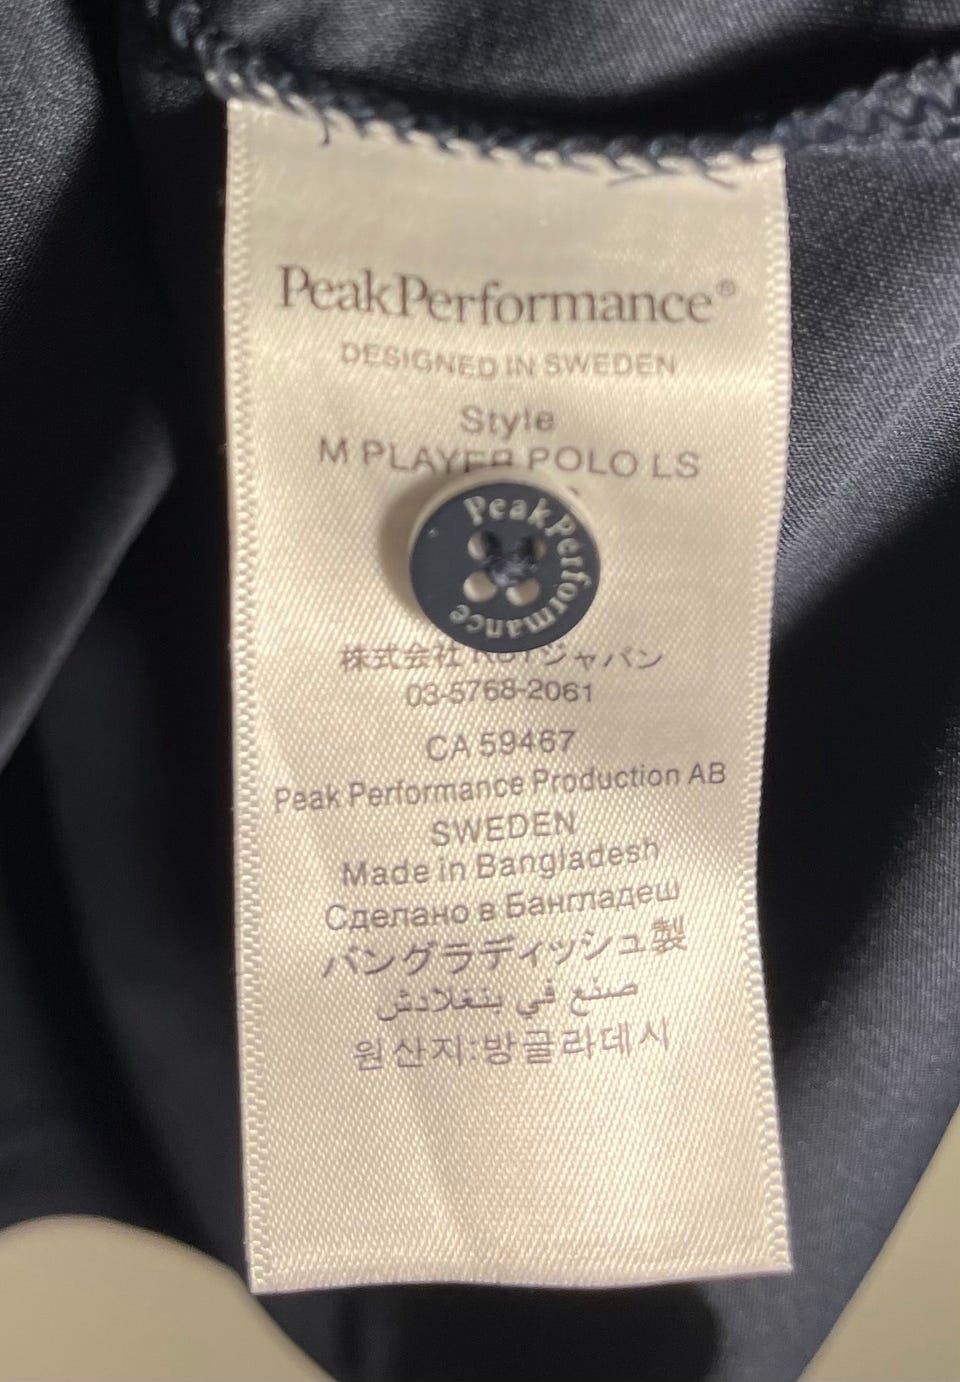 PeakPerformance®
DESIGNED IN SWEDEN
Style
M PLAYER POLO LS
PeakPerformance
株式会社 ジャパン
03-5768-2061
CA 59467
Peak Performance Production AB
SWEDEN
Made in Bangladesh
Сделано в Бангладеш
バングラディッシュ製
صنع في بنغلادش
원산지:방글라데시